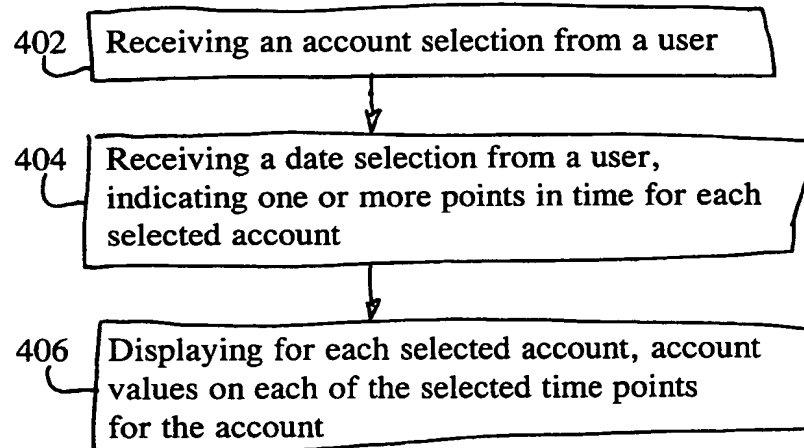 402 Receiving an account selection from a user
404 Receiving a date selection from a user,
indicating one or more points in time for each
selected account
406 Displaying for each selected account, account
values on each of the selected time points
for the account